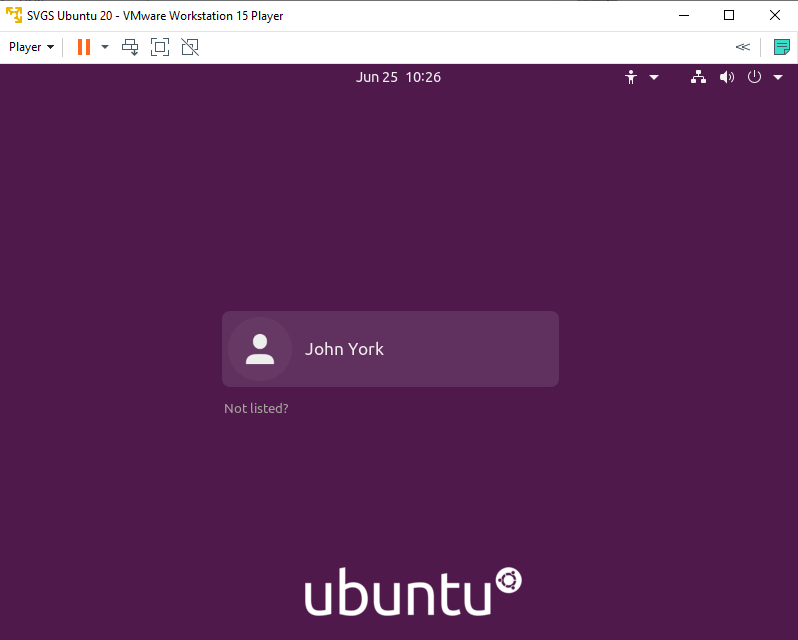 SVGS Ubuntu 20 - VMware Workstation 15 Player
Player
Jun 25 10:26
John York
Not listed?
ubuntu